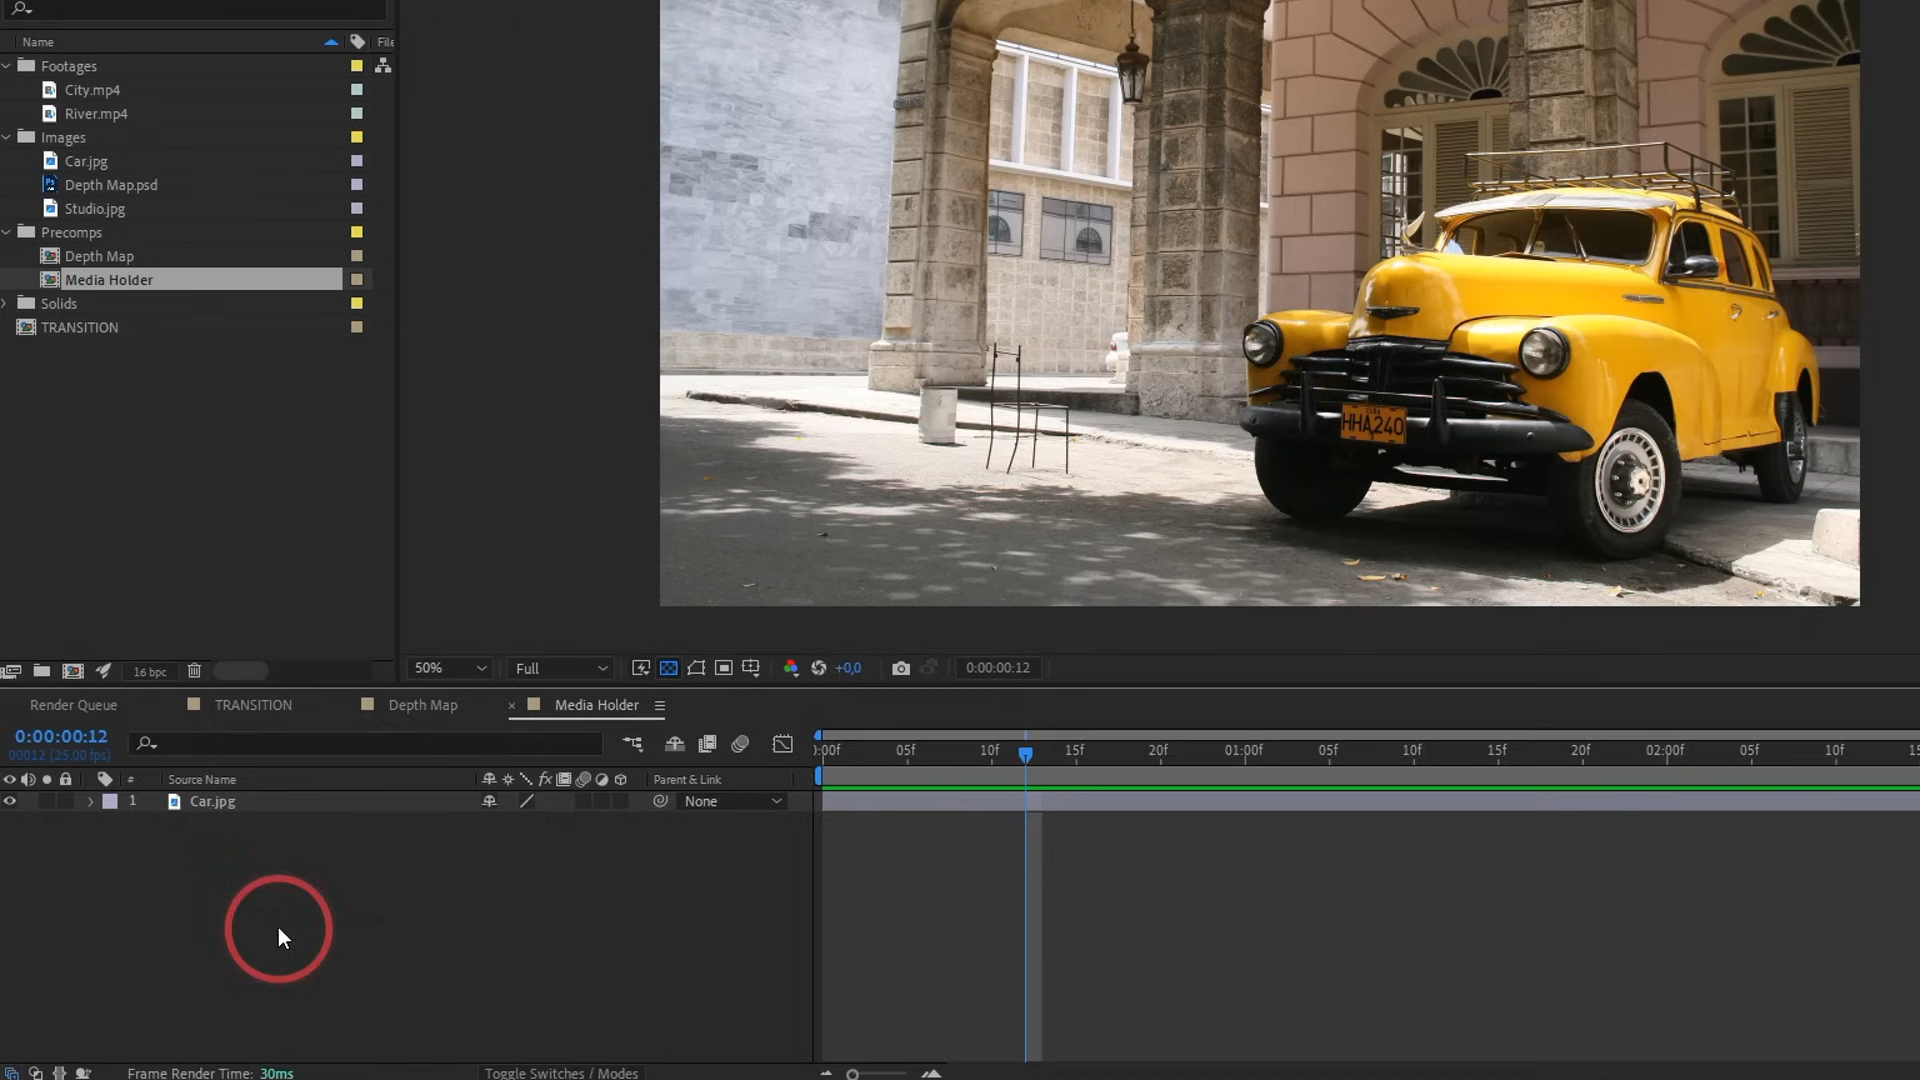 Name File
Footages
City.mp4
River.mp4
Images
Car.jpg
Depth Map.psd
Studio.jpg
Precomps
Depth Map
Media Holder
Solids
TRANSITION
CUBA
HHA240
16 bpc
50% Full +0,0 0:00:00:12
Render Queue TRANSITION Depth Map × Media Holder
0:00:00:12
00012 (25.00 fps)
:00f 05f 10f 15f 20f 01:00f 05f 10f 15f 20f 02:00f 05f 10f 15
# Source Name fx Parent & Link
1 Car.jpg None
Frame Render Time: 30ms Toggle Switches / Modes